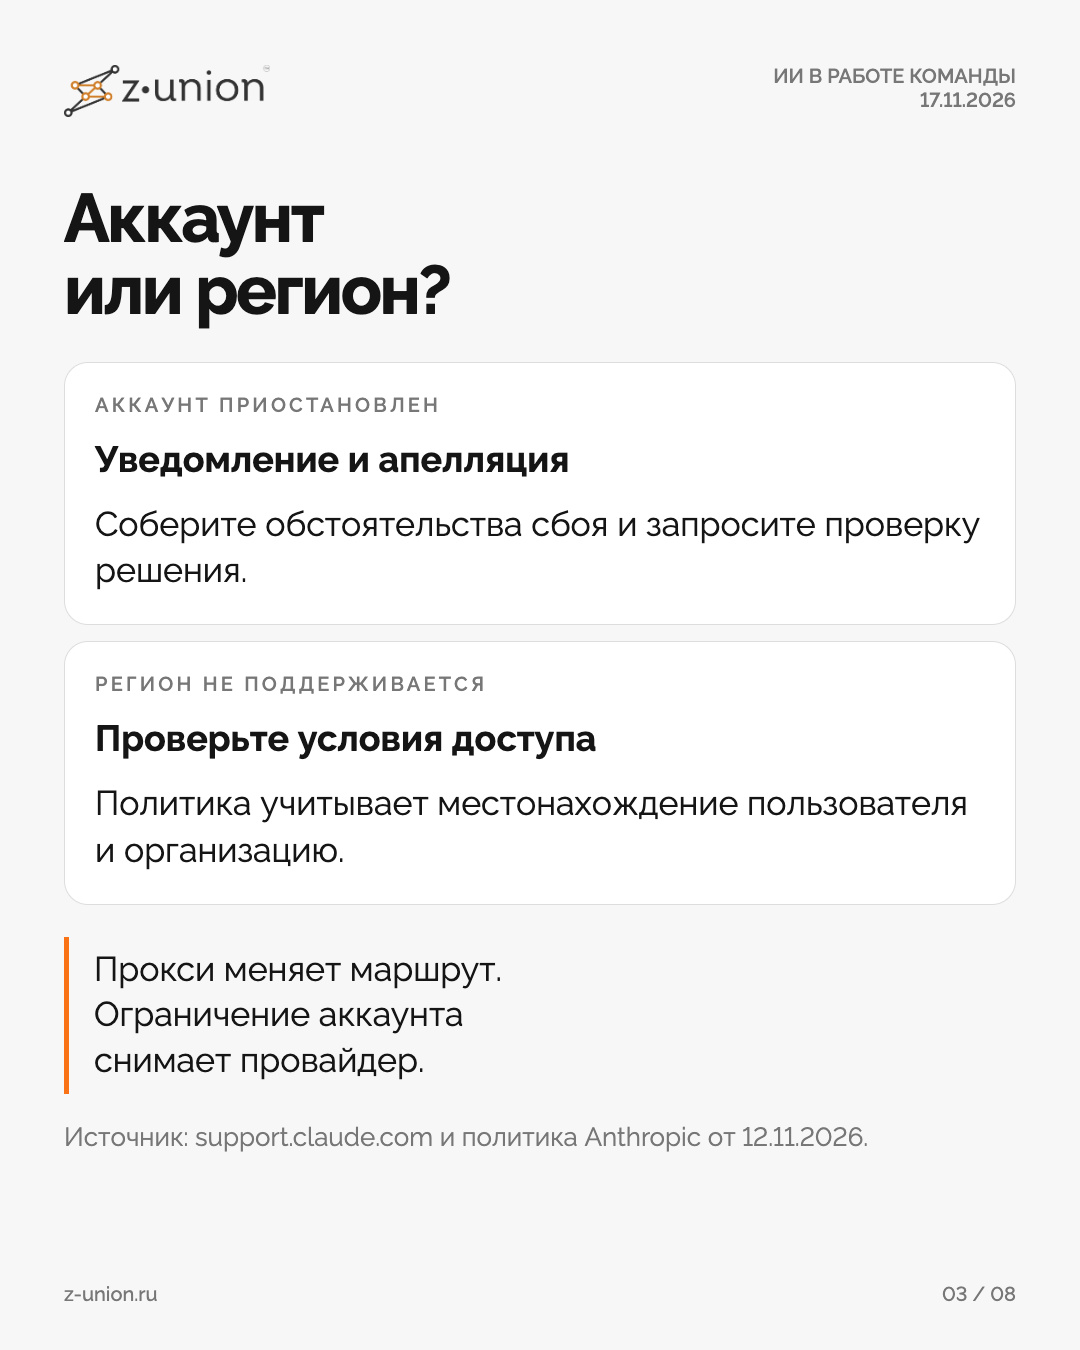 z·union
ИИ В РАБОТЕ КОМАНДЫ
17.11.2026
Аккаунт
или регион?
АККАУНТ ПРИОСТАНОВЛЕН
Уведомление и апелляция
Соберите обстоятельства сбоя и запросите проверку
решения.
РЕГИОН НЕ ПОДДЕРЖИВАЕТСЯ
Проверьте условия доступа
Политика учитывает местонахождение пользователя
и организацию.
Прокси меняет маршрут.
Ограничение аккаунта
снимает провайдер.
Источник: support.claude.com и политика Anthropic от 12.11.2026.
z-union.ru
03 / 08